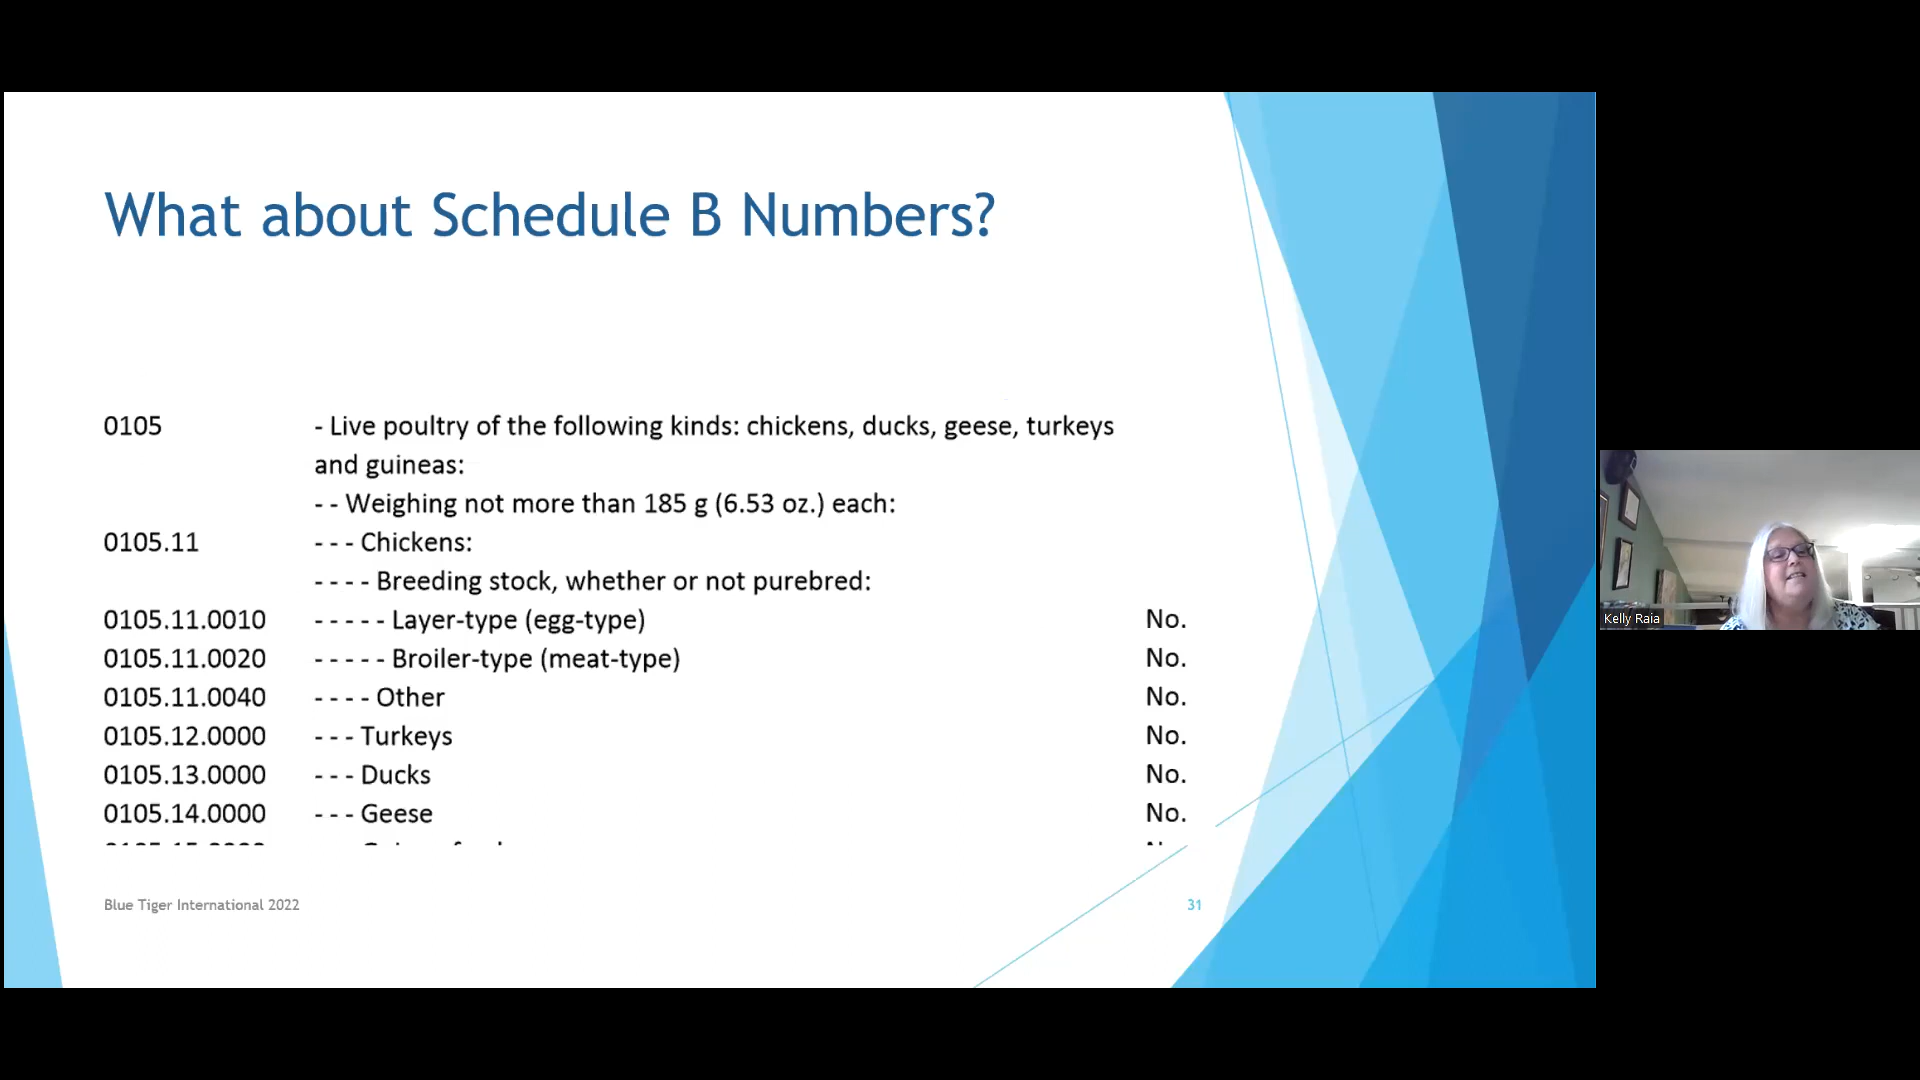 What about Schedule B Numbers?
0105 - Live poultry of the following kinds: chickens, ducks, geese, turkeys
and guineas:
- - Weighing not more than 185 g (6.53 oz.) each:
0105.11 - - - Chickens:
- - - - Breeding stock, whether or not purebred:
0105.11.0010 - - - - - Layer-type (egg-type) No.
0105.11.0020 - - - - - Broiler-type (meat-type) No.
0105.11.0040 - - - - Other No.
0105.12.0000 - - - Turkeys No.
0105.13.0000 - - - Ducks No.
0105.14.0000 - - - Geese No.
Blue Tiger International 2022 31
Kelly Raia